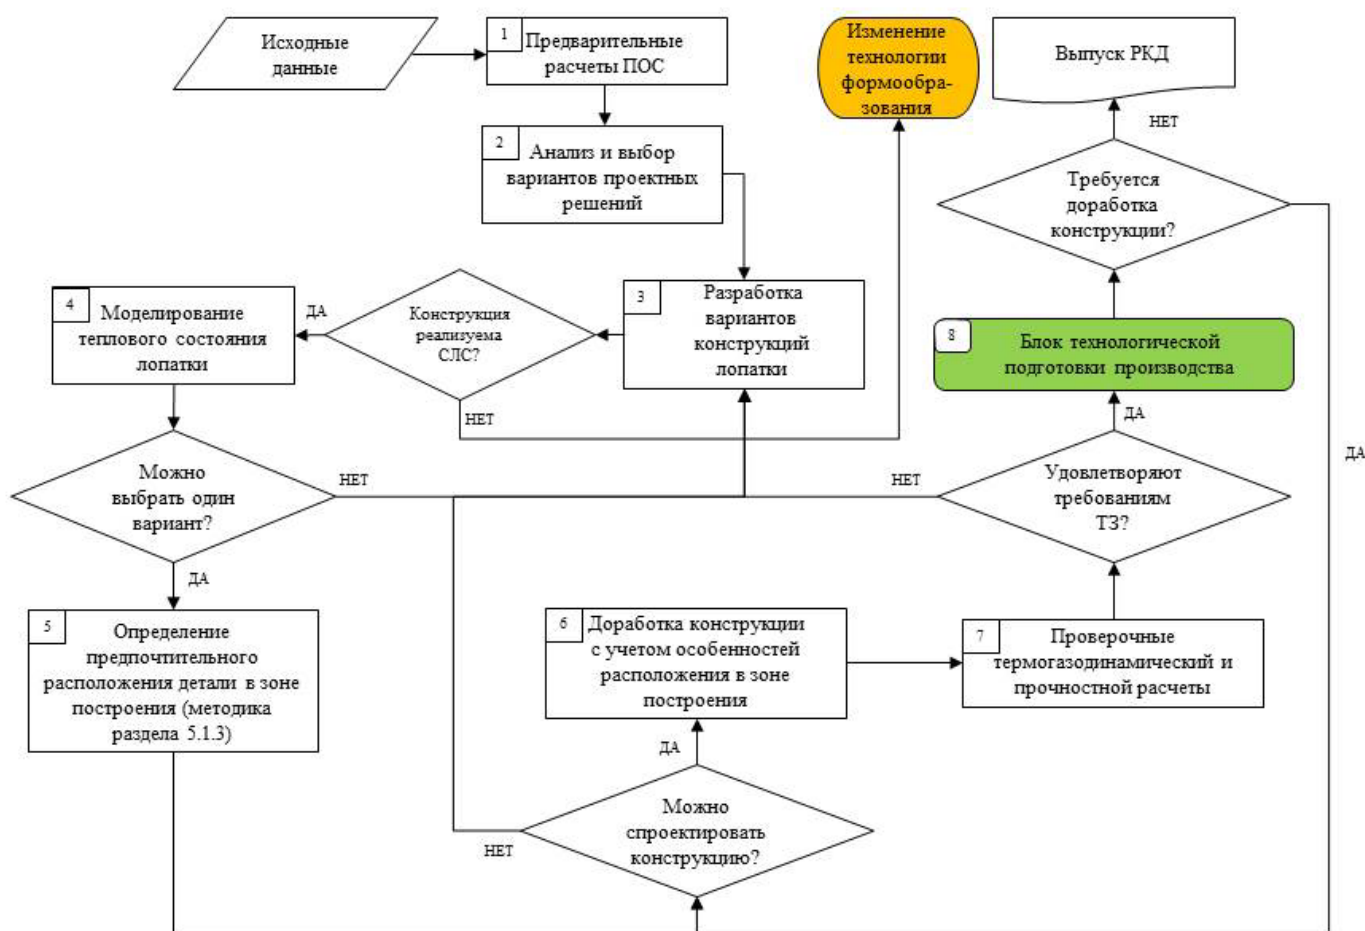 Исходные
данные
1
Предварительные
расчеты ПОС
Изменение
технологии
формообра-
зования
Выпуск РКД
НЕТ
2
Анализ и выбор
вариантов проектных
решений
Требуется
доработка
конструкции?
4
Моделирование
теплового состояния
лопатки
ДА
Конструкция
реализуема
СЛС?
3
Разработка
вариантов
конструкций
лопатки
8
Блок технологической
подготовки производства
НЕТ
ДА
ДА
Можно
выбрать один
вариант?
НЕТ
НЕТ
Удовлетворяют
требованиям
ТЗ?
ДА
5
Определение
предпочтительного
расположения детали в зоне
построения (методика
раздела 5.1.3)
6
Доработка конструкции
с учетом особенностей
расположения в зоне
построения
7
Проверочные
термогазодинамический и
прочностной расчеты
ДА
Можно
спроектировать
конструкцию?
НЕТ